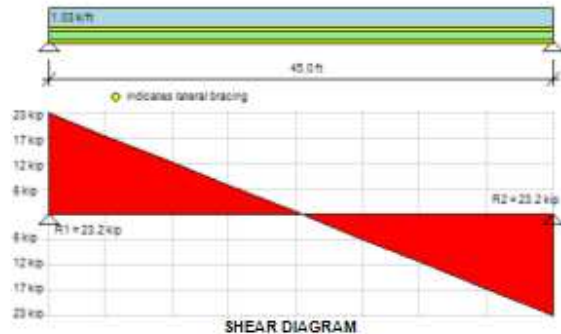 1.03 k/ft
45.0 ft
indicates lateral bracing
23 kip
17 kip
12 kip
6 kip
R2 = 23.2 kip
R1 = 23.2 kip
6 kip
12 kip
17 kip
23 kip
SHEAR DIAGRAM